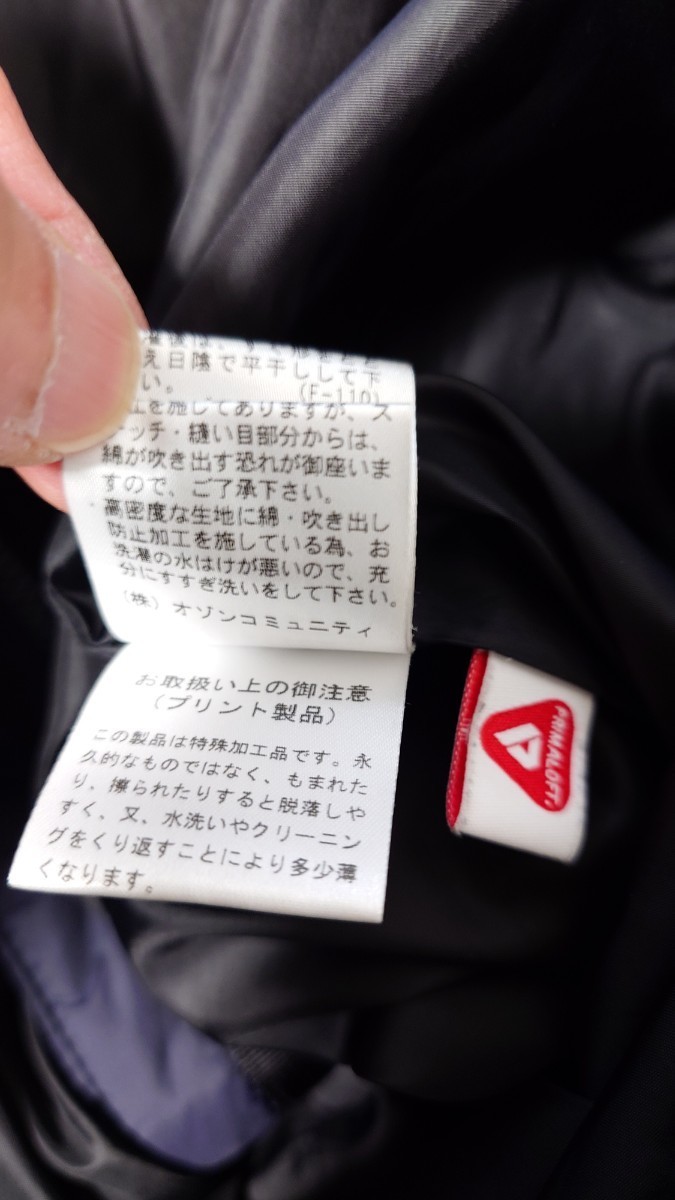 え日陰で平干しして下
い。 (F-110)
工を施してありますが、ス
ッチ・縫い目部分からは、
綿が吹き出す恐れが御座いま
すので、ご了承下さい。
高密度な生地に綿・吹き出し
防止加工を施している為、お
洗濯の水はけが悪いので、充
分にすすぎ洗いをして下さい。
(株) オゾンコミュニティ
お取扱い上の御注意
(プリント製品)
この製品は特殊加工品です。永
久的なものではなく、もまれた
り、擦られたりすると脱落しや
すく、又、水洗いやクリーニン
グをくり返すことにより多少薄
くなります。
PRIMALOFT